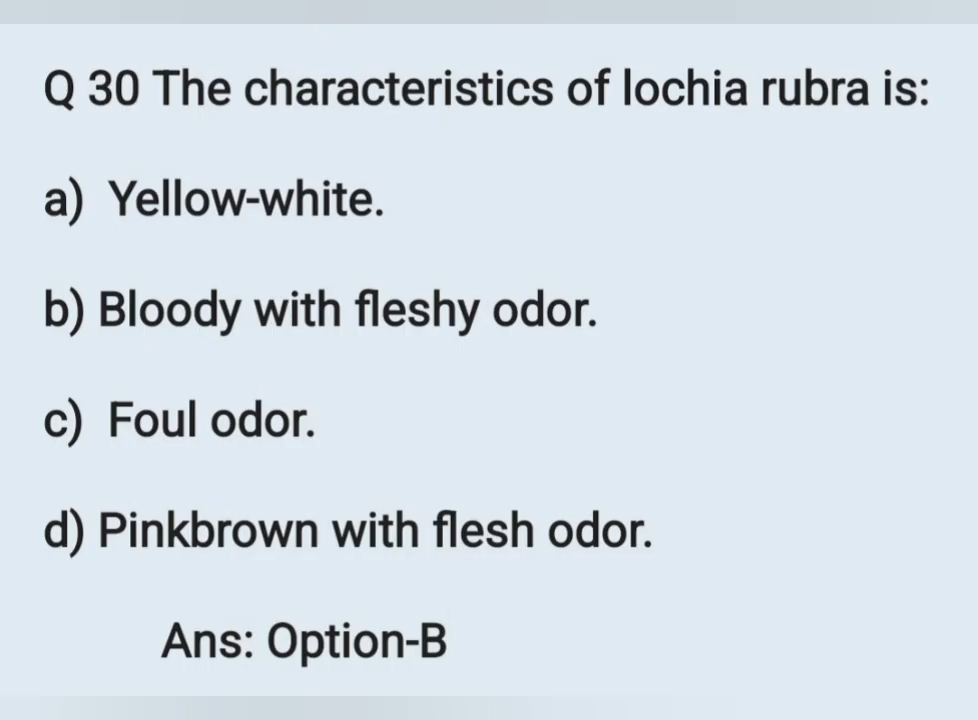 Q 30 The characteristics of lochia rubra is:
a) Yellow-white.
b) Bloody with fleshy odor.
c) Foul odor.
d) Pinkbrown with flesh odor.
Ans: Option-B